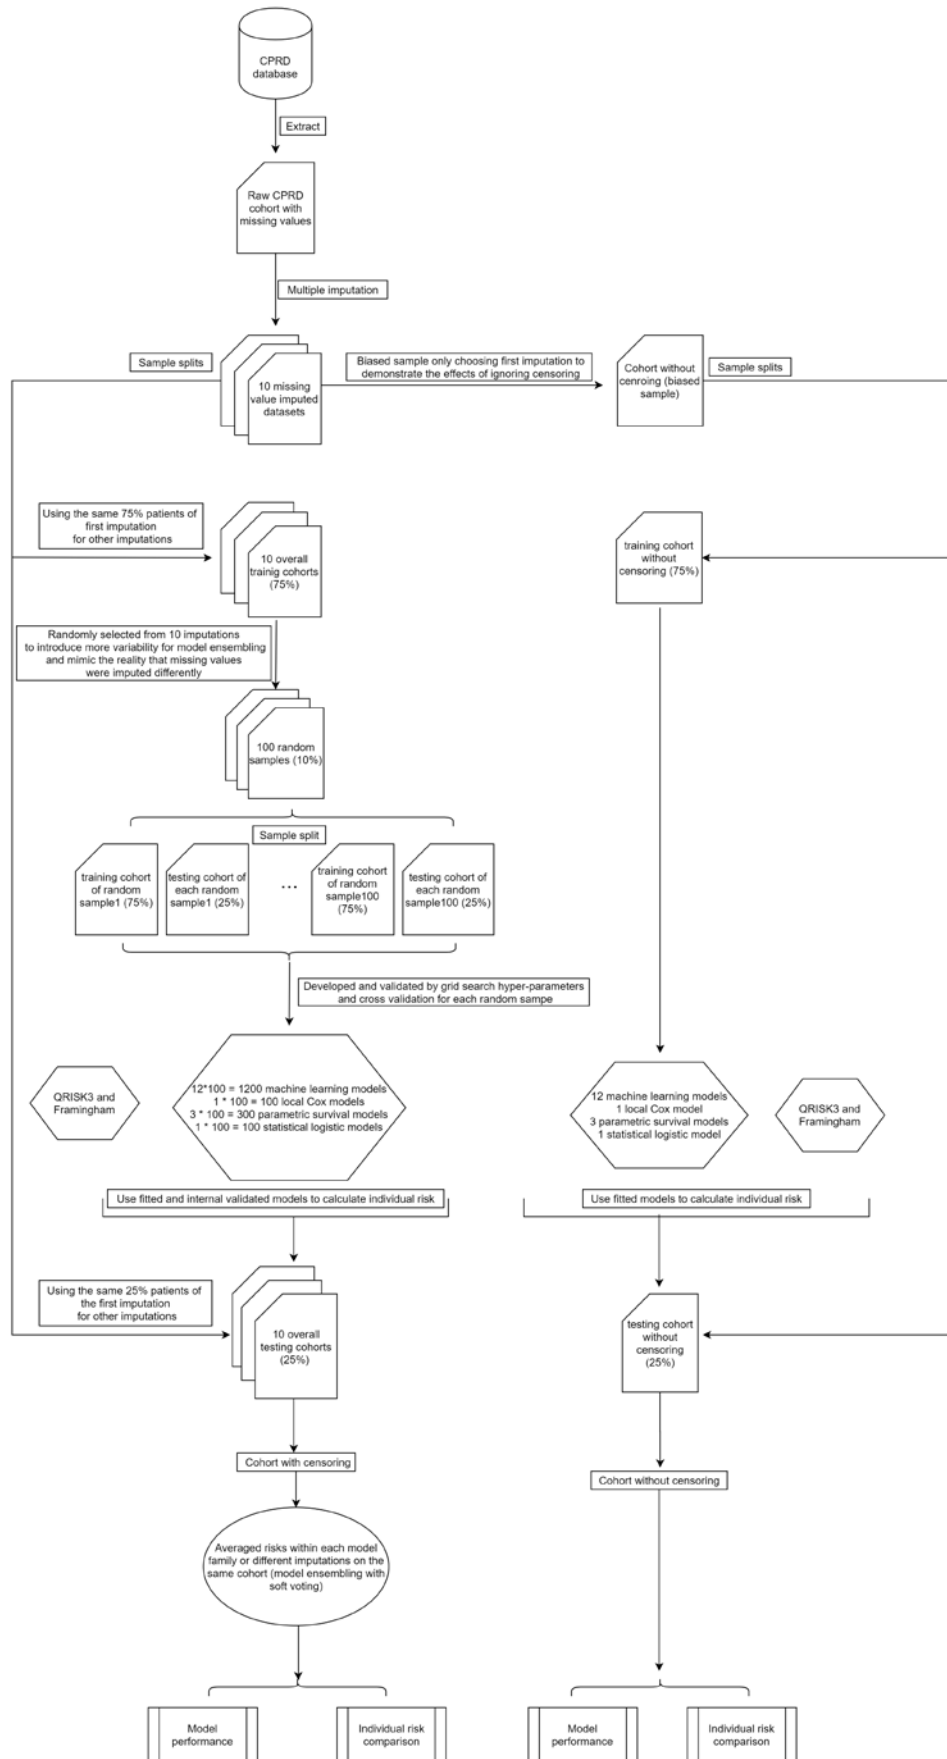 CPRD
database
Extract
Raw CPRD
cohort with
missing values
Multiple imputation
Sample splits
10 missing
value imputed
datasets
Biased sample only choosing first imputation to
demonstrate the effects of ignoring censoring
Cohort without
cenroing (biased
sample)
Sample splits
Using the same 75% patients of
first imputation
for other imputations
10 overall
trainig cohorts
(75%)
training cohort
without
censoring (75%)
Randomly selected from 10 imputations
to introduce more variability for model ensembling
and mimic the reality that missing values
were imputed differently
100 random
samples (10%)
Sample split
training cohort
of random
sample1 (75%)
testing cohort of
each random
sample1 (25%)
...
training cohort
of random
sample100
(75%)
testing cohort
of each random
sample100 (25%)
Developed and validated by grid search hyper-parameters
and cross validation for each random sampe
QRISK3 and
Framingham
12*100 = 1200 machine learning models
1 * 100 = 100 local Cox models
3 * 100 = 300 parametric survival models
1 * 100 = 100 statistical logistic models
12 machine learning models
1 local Cox model
3 parametric survival models
1 statistical logistic model
QRISK3 and
Framingham
Use fitted and internal validated models to calculate individual risk
Use fitted models to calculate individual risk
Using the same 25% patients of
the first imputation
for other imputations
10 overall
testing cohorts
(25%)
testing cohort
without
censoring
(25%)
Cohort with censoring
Cohort without censoring
Averaged risks within each model
family or different imputations on the
same cohort (model ensembling with
soft voting)
Model
performance
Individual risk
comparison
Model
performance
Individual risk
comparison